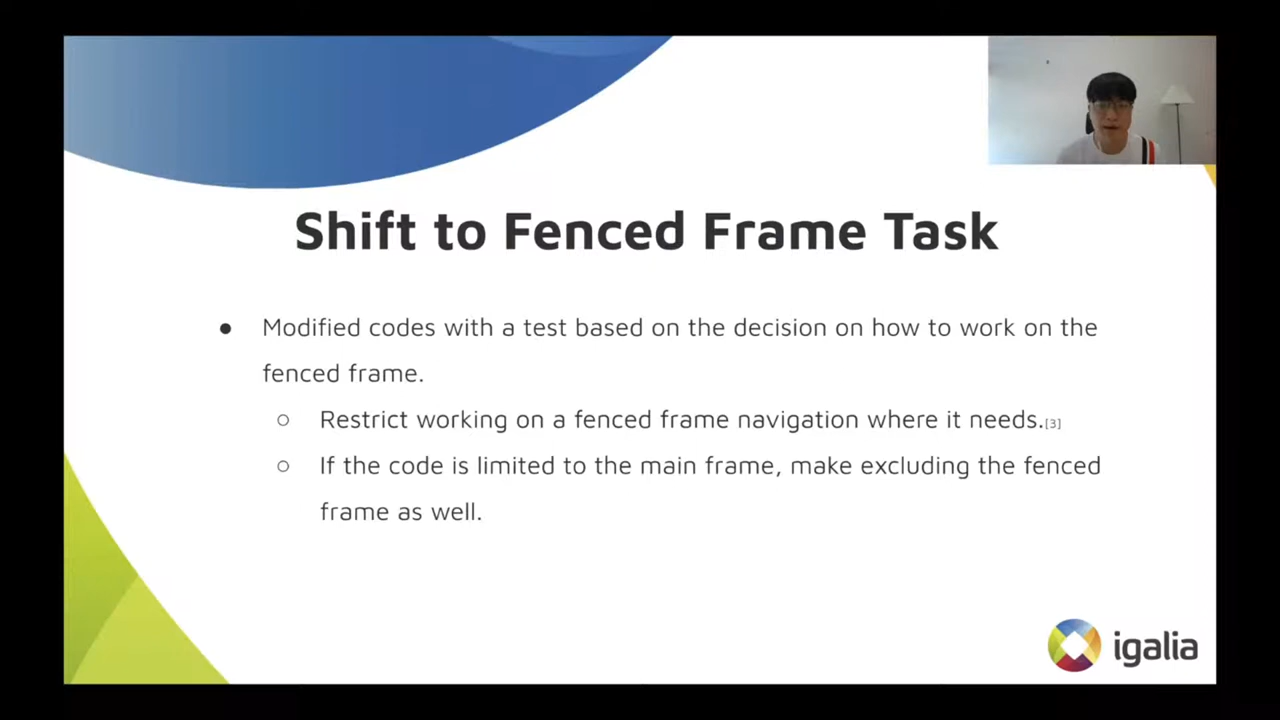 Shift to Fenced Frame Task
● Modified codes with a test based on the decision on how to work on the
fenced frame.
○ Restrict working on a fenced frame navigation where it needs.[3]
○ If the code is limited to the main frame, make excluding the fenced
frame as well.
igalia